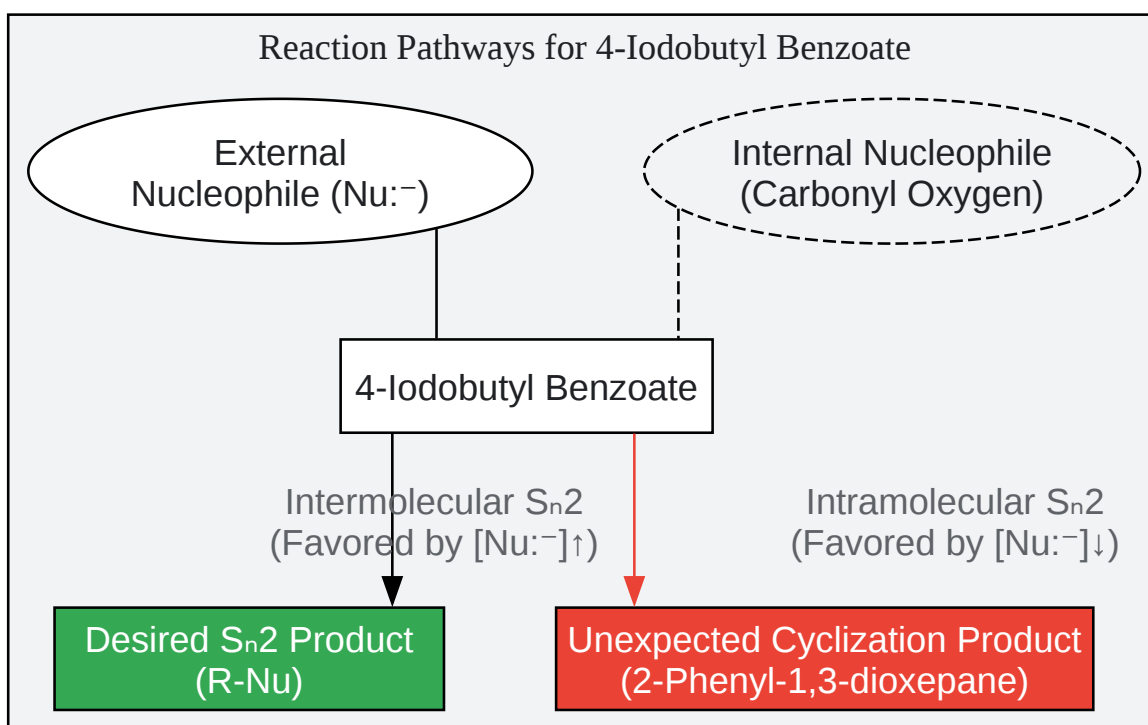 Reaction Pathways for 4-Iodobutyl Benzoate
External
Nucleophile (Nu:⁻)
Internal Nucleophile
(Carbonyl Oxygen)
4-Iodobutyl Benzoate
Intermolecular Sₙ2
(Favored by [Nu:⁻]↑)
Intramolecular Sₙ2
(Favored by [Nu:⁻]↓)
Desired Sₙ2 Product
(R-Nu)
Unexpected Cyclization Product
(2-Phenyl-1,3-dioxepane)